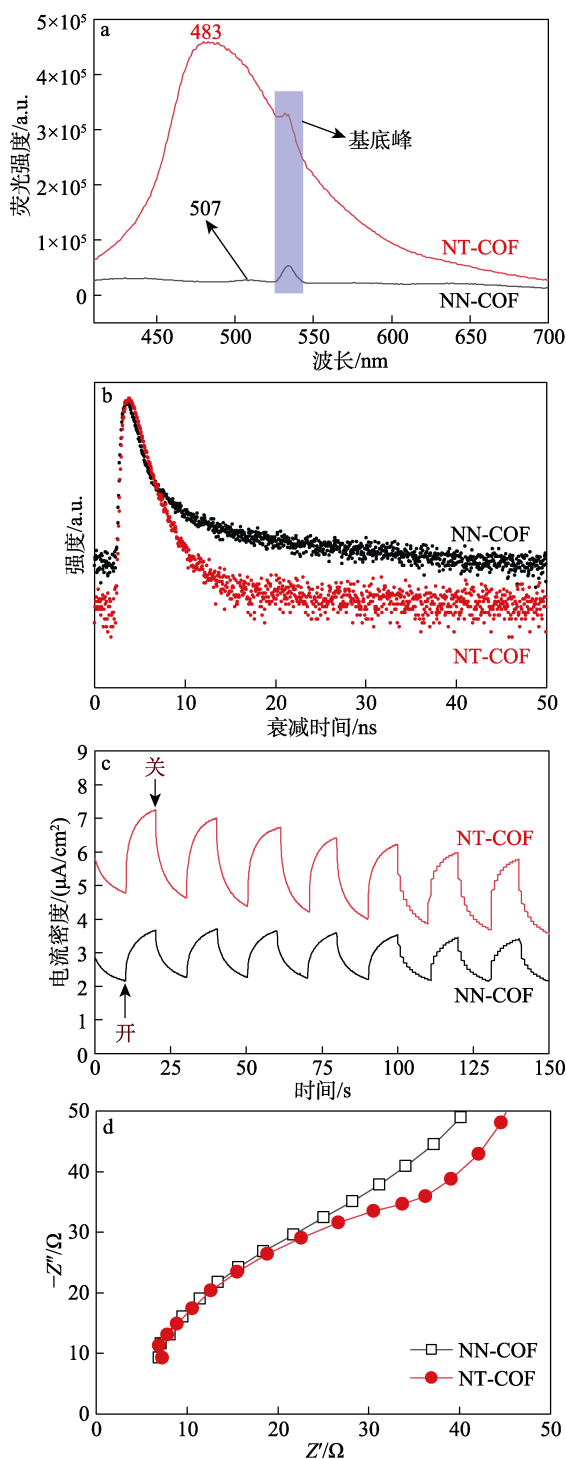 a
483
5×10⁵
4×10⁵
3×10⁵
2×10⁵
1×10⁵
0
荧光强度/a.u.
基底峰
507
NT-COF
NN-COF
450 500 550 600 650 700
波长/nm
b
强度/a.u.
NN-COF
NT-COF
0 10 20 30 40 50
衰减时间/ns
c
9
8
7
6
5
4
3
2
1
0
电流密度/(μA/cm²)
关
NT-COF
NN-COF
开
0 25 50 75 100 125 150
时间/s
d
50
40
30
20
10
0
−Z″/Ω
NN-COF
NT-COF
0 10 20 30 40 50
Z′/Ω